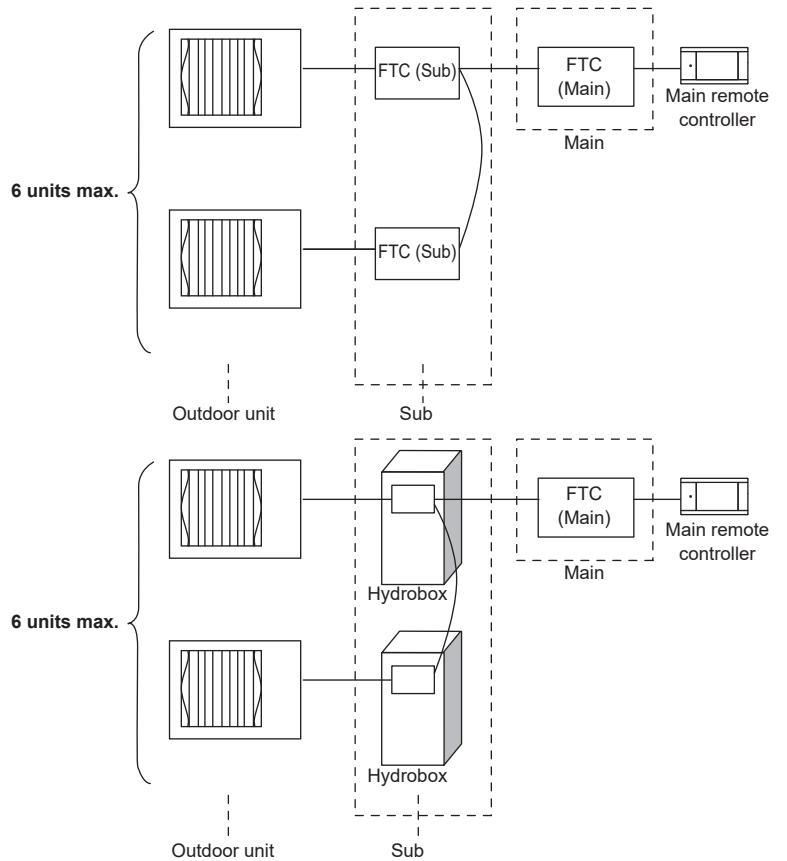 FTC (Sub)
FTC
(Main)
Main remote
controller
Main
6 units max.
FTC (Sub)
Outdoor unit
Sub
FTC
(Main)
Main remote
controller
Main
Hydrobox
6 units max.
Hydrobox
Outdoor unit
Sub